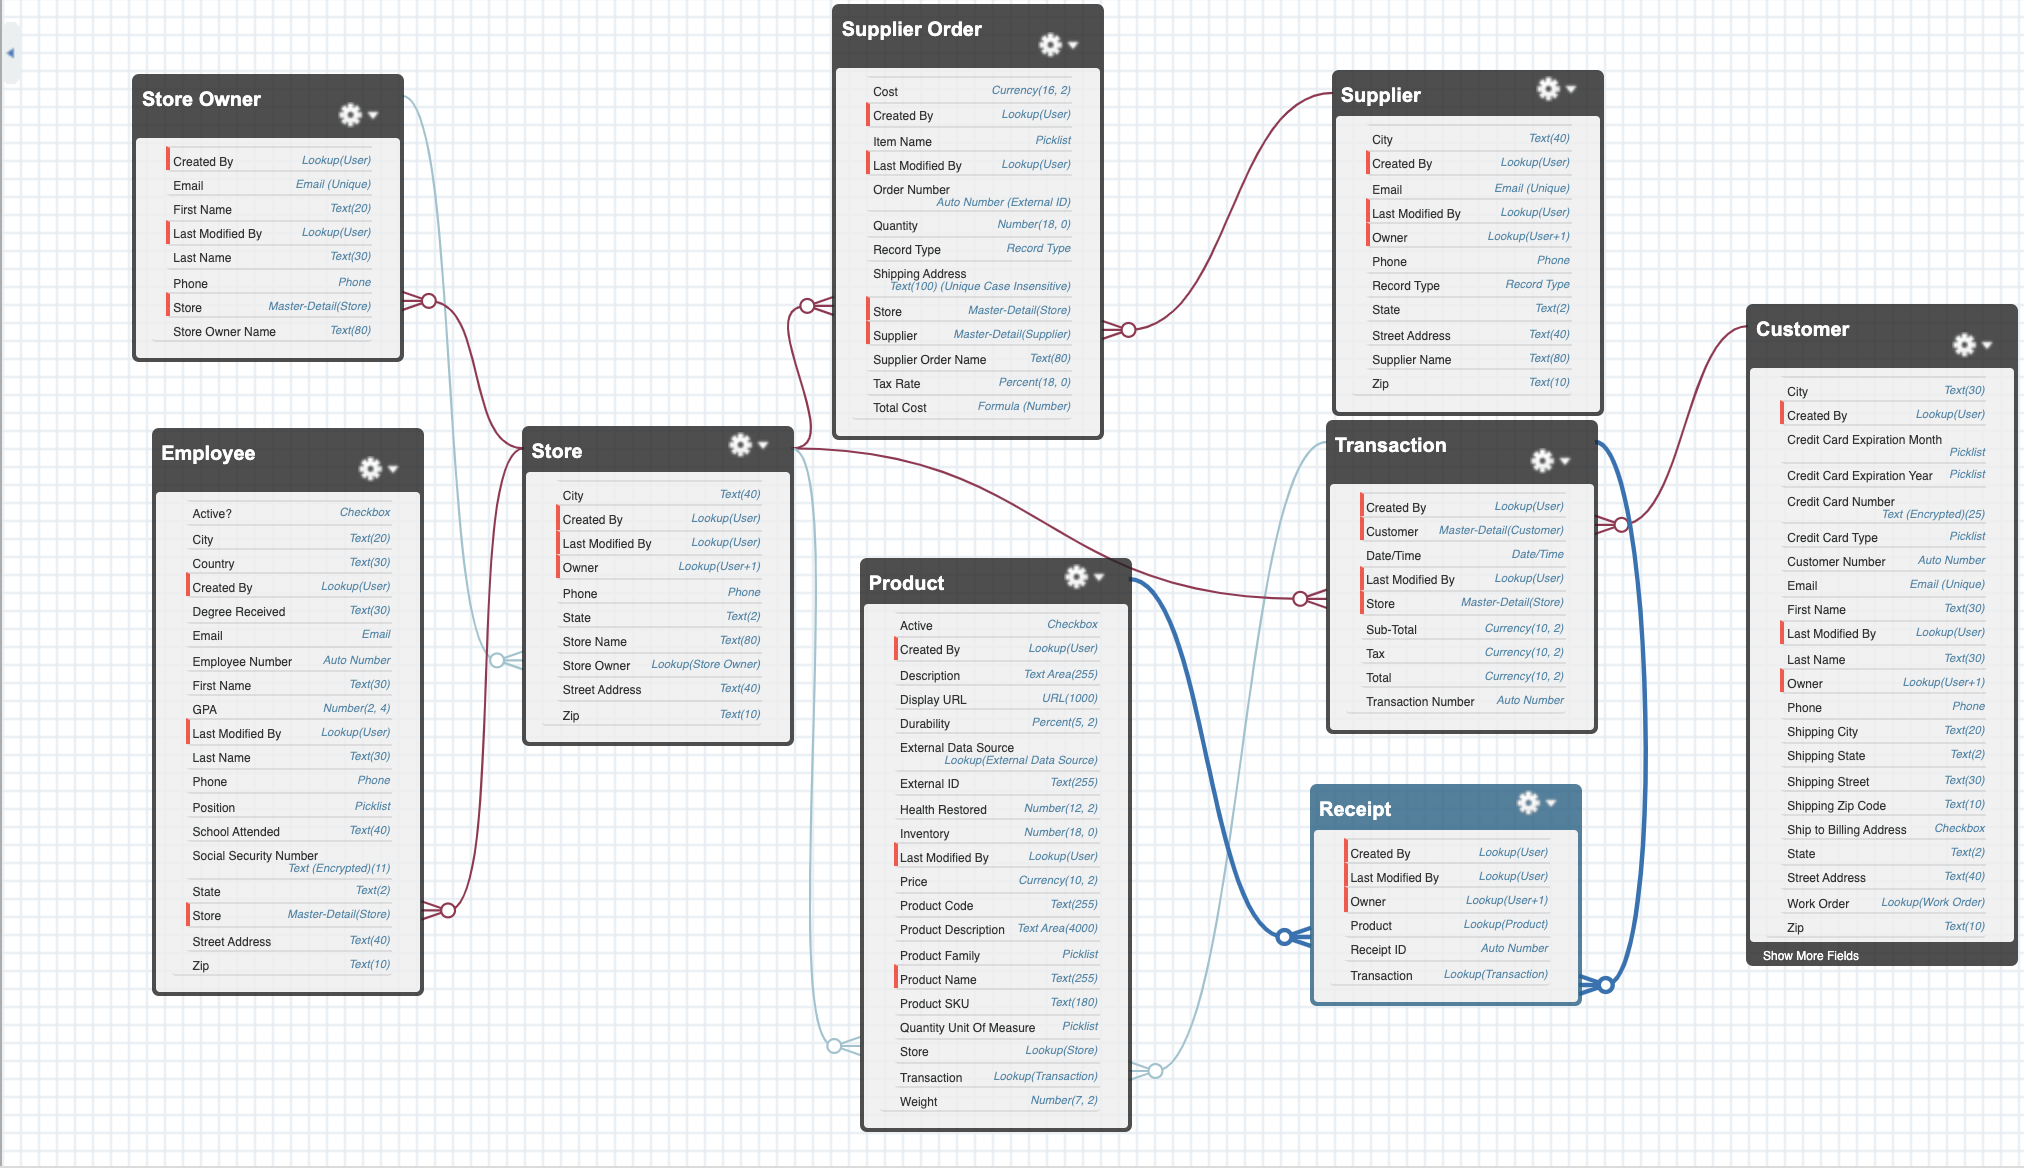 Store Owner
Created By Lookup(User)
Email Email (Unique)
First Name Text(20)
Last Modified By Lookup(User)
Last Name Text(30)
Phone Phone
Store Master-Detail(Store)
Store Owner Name Text(80)
Employee
Active? Checkbox
City Text(20)
Country Text(30)
Created By Lookup(User)
Degree Received Text(30)
Email Email
Employee Number Auto Number
First Name Text(30)
GPA Number(2, 4)
Last Modified By Lookup(User)
Last Name Text(30)
Phone Phone
Position Picklist
School Attended Text(40)
Social Security Number
Text (Encrypted)(11)
State Text(2)
Store Master-Detail(Store)
Street Address Text(40)
Zip Text(10)
Store
City Text(40)
Created By Lookup(User)
Last Modified By Lookup(User)
Owner Lookup(User+1)
Phone Phone
State Text(2)
Store Name Text(80)
Store Owner Lookup(Store Owner)
Street Address Text(40)
Zip Text(10)
Supplier Order
Cost Currency(16, 2)
Created By Lookup(User)
Item Name Picklist
Last Modified By Lookup(User)
Order Number
Auto Number (External ID)
Quantity Number(18, 0)
Record Type Record Type
Shipping Address
Text(100) (Unique Case Insensitive)
Store Master-Detail(Store)
Supplier Master-Detail(Supplier)
Supplier Order Name Text(80)
Tax Rate Percent(18, 0)
Total Cost Formula (Number)
Product
Active Checkbox
Created By Lookup(User)
Description Text Area(255)
Display URL URL(1000)
Durability Percent(5, 2)
External Data Source
Lookup(External Data Source)
External ID Text(255)
Health Restored Number(12, 2)
Inventory Number(18, 0)
Last Modified By Lookup(User)
Price Currency(10, 2)
Product Code Text(255)
Product Description Text Area(4000)
Product Family Picklist
Product Name Text(255)
Product SKU Text(180)
Quantity Unit Of Measure Picklist
Store Lookup(Store)
Transaction Lookup(Transaction)
Weight Number(7, 2)
Supplier
City Text(40)
Created By Lookup(User)
Email Email (Unique)
Last Modified By Lookup(User)
Owner Lookup(User+1)
Phone Phone
Record Type Record Type
State Text(2)
Street Address Text(40)
Supplier Name Text(80)
Zip Text(10)
Transaction
Created By Lookup(User)
Customer Master-Detail(Customer)
Date/Time Date/Time
Last Modified By Lookup(User)
Store Master-Detail(Store)
Sub-Total Currency(10, 2)
Tax Currency(10, 2)
Total Currency(10, 2)
Transaction Number Auto Number
Receipt
Created By Lookup(User)
Last Modified By Lookup(User)
Owner Lookup(User+1)
Product Lookup(Product)
Receipt ID Auto Number
Transaction Lookup(Transaction)
Customer
City Text(30)
Created By Lookup(User)
Credit Card Expiration Month
Picklist
Credit Card Expiration Year Picklist
Credit Card Number
Text (Encrypted)(25)
Credit Card Type Picklist
Customer Number Auto Number
Email Email (Unique)
First Name Text(30)
Last Modified By Lookup(User)
Last Name Text(30)
Owner Lookup(User+1)
Phone Phone
Shipping City Text(20)
Shipping State Text(2)
Shipping Street Text(30)
Shipping Zip Code Text(10)
Ship to Billing Address Checkbox
State Text(2)
Street Address Text(40)
Work Order Lookup(Work Order)
Zip Text(10)
Show More Fields